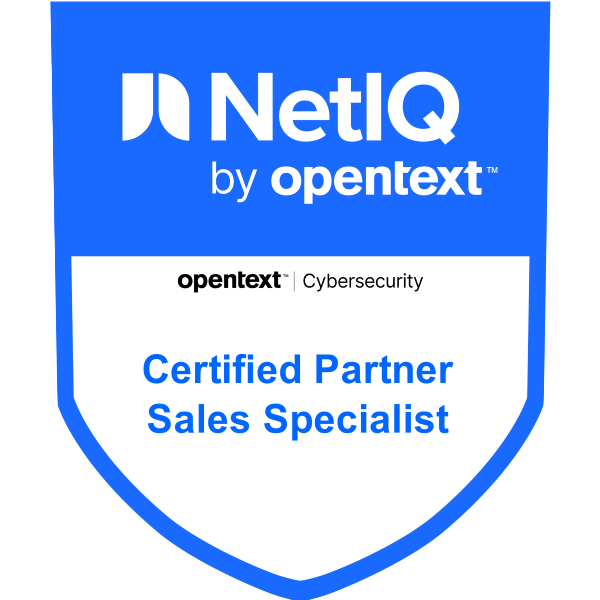 NetIQ
by opentext™
opentext™ | Cybersecurity
Certified Partner
Sales Specialist